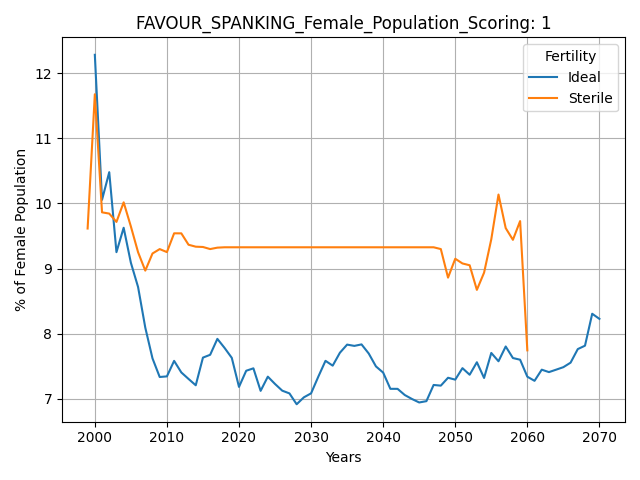 FAVOUR_SPANKING_Female_Population_Scoring: 1
Fertility
Ideal
Sterile
% of Female Population
12
11
10
9
8
7
2000 2010 2020 2030 2040 2050 2060 2070
Years